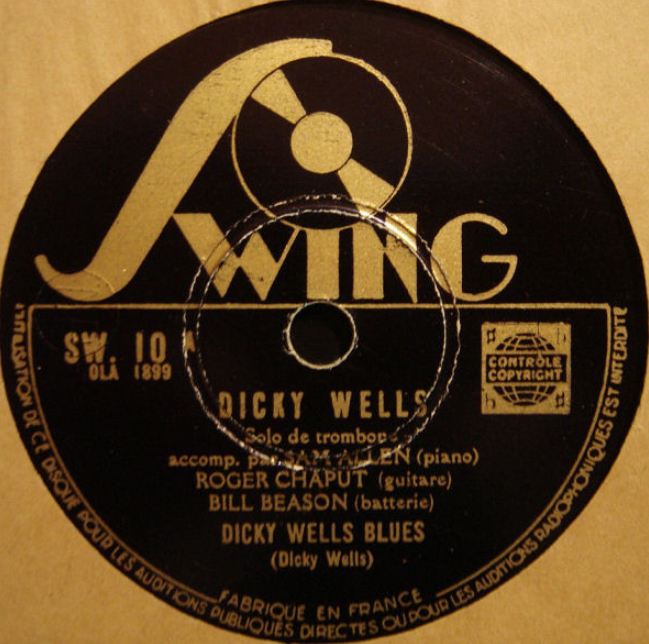 SWING
SW. 10
OLA 1899
CONTRÔLE
COPYRIGHT
DICKY WELLS
Solo de trombone
accomp. par SAM ALLEN (piano)
ROGER CHAPUT (guitare)
BILL BEASON (batterie)
DICKY WELLS BLUES
(Dicky Wells)
FABRIQUÉ EN FRANCE
L'UTILISATION DE CE DISQUE POUR LES AUDITIONS PUBLIQUES DIRECTES OU POUR LES AUDITIONS RADIOPHONIQUES EST INTERDITE